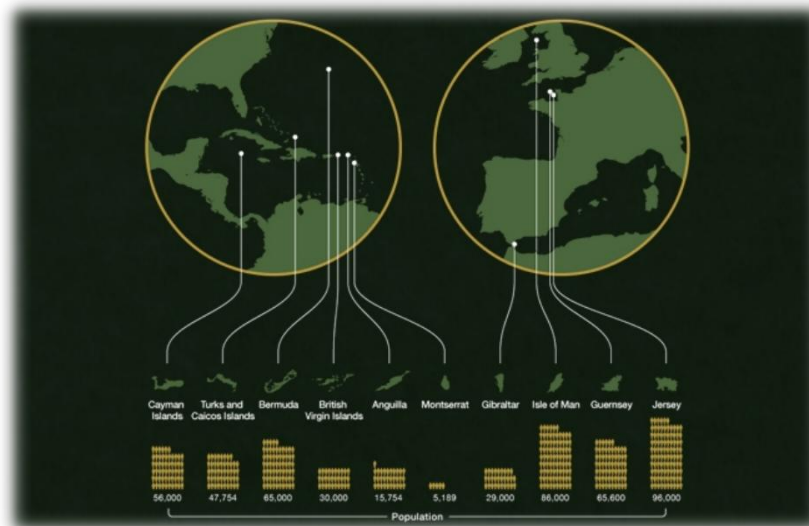 Cayman
Islands
Turks and
Caicos Islands
Bermuda
British
Virgin Islands
Anguilla
Montserrat
Gibraltar
Isle of Man
Guernsey
Jersey
56,000
47,754
65,000
30,000
15,754
5,189
29,000
86,000
65,600
96,000
Population